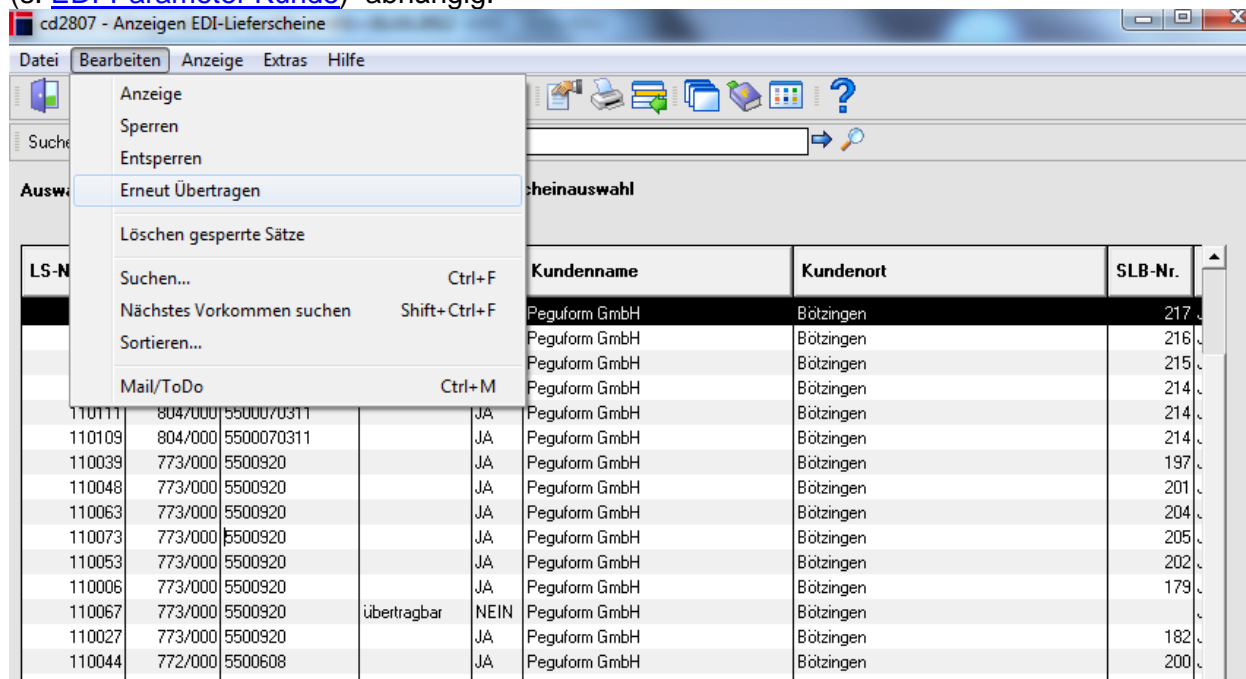 (s. EDI-Parameter Kunde) abhängig.
cd2807 - Anzeigen EDI-Lieferscheine
Datei Bearbeiten Anzeige Extras Hilfe
Anzeige
Sperren
Suche
Entsperren
Auswa Erneut Übertragen cheinauswahl
Löschen gesperrte Sätze
LS-N Kundenname Kundenort SLB-Nr.
Suchen... Ctrl+F
Nächstes Vorkommen suchen Shift+Ctrl+F
Peguform GmbH Bötzingen 217
Sortieren...
Peguform GmbH Bötzingen 216
Peguform GmbH Bötzingen 215
Mail/ToDo Ctrl+M
Peguform GmbH Bötzingen 214
110111 804/000 5500070311 JA Peguform GmbH Bötzingen 214
110109 804/000 5500070311 JA Peguform GmbH Bötzingen 214
110039 773/000 5500920 JA Peguform GmbH Bötzingen 197
110048 773/000 5500920 JA Peguform GmbH Bötzingen 201
110063 773/000 5500920 JA Peguform GmbH Bötzingen 204
110073 773/000 5500920 JA Peguform GmbH Bötzingen 205
110053 773/000 5500920 JA Peguform GmbH Bötzingen 202
110006 773/000 5500920 JA Peguform GmbH Bötzingen 179
110067 773/000 5500920 übertragbar NEIN Peguform GmbH Bötzingen
110027 773/000 5500920 JA Peguform GmbH Bötzingen 182
110044 772/000 5500608 JA Peguform GmbH Bötzingen 200